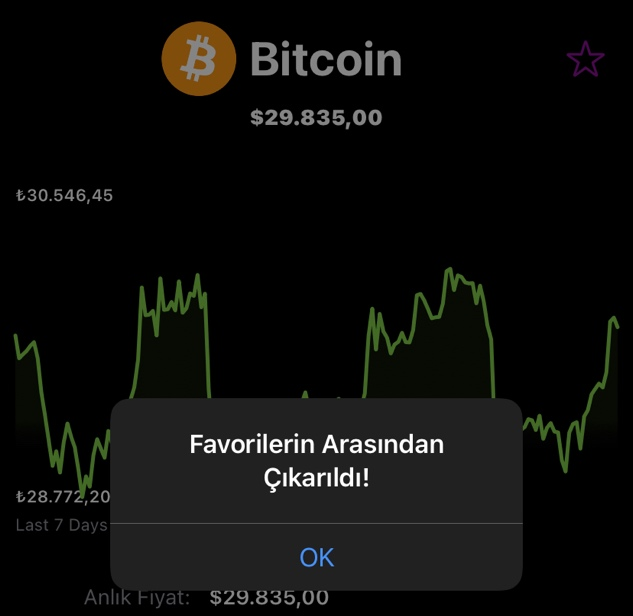 Bitcoin
$29.835,00
₺30.546,45
Favorilerin Arasından
Çıkarıldı!
₺28.772,20
Last 7 Days
OK
Anlık Fiyat: $29.835,00